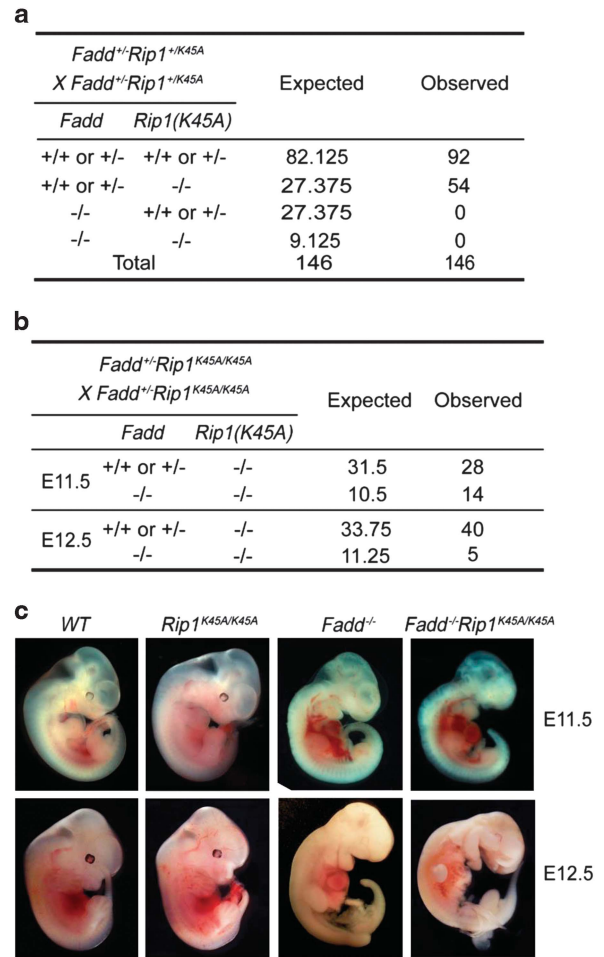 a
Fadd+/-Rip1+/K45A
X Fadd+/-Rip1+/K45A
Expected Observed
Fadd Rip1(K45A)
+/+ or +/- +/+ or +/- 82.125 92
+/+ or +/- -/- 27.375 54
-/- +/+ or +/- 27.375 0
-/- -/- 9.125 0
Total 146 146
b
Fadd+/-Rip1K45A/K45A
X Fadd+/-Rip1K45A/K45A
Expected Observed
Fadd Rip1(K45A)
E11.5 +/+ or +/- -/- 31.5 28
-/- -/- 10.5 14
E12.5 +/+ or +/- -/- 33.75 40
-/- -/- 11.25 5
c
WT Rip1K45A/K45A Fadd-/- Fadd-/-Rip1K45A/K45A
E11.5
E12.5